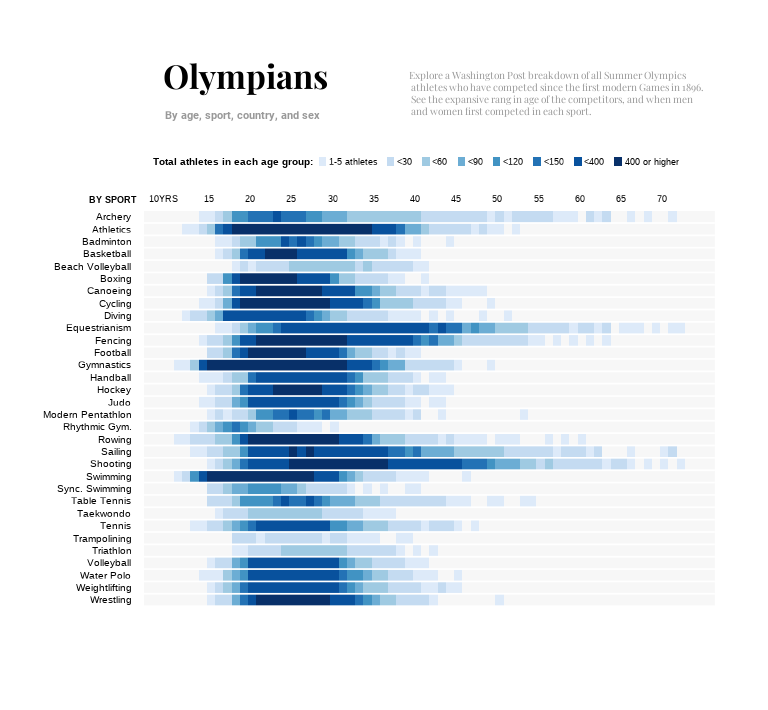 Olympians
By age, sport, country, and sex
Explore a Washington Post breakdown of all Summer Olympics
athletes who have competed since the first modern Games in 1896.
See the expansive rang in age of the competitors, and when men
and women first competed in each sport.
Total athletes in each age group: 1-5 athletes <30 <60 <90 <120 <150 <400 400 or higher
BY SPORT 10YRS 15 20 25 30 35 40 45 50 55 60 65 70
Archery
Athletics
Badminton
Basketball
Beach Volleyball
Boxing
Canoeing
Cycling
Diving
Equestrianism
Fencing
Football
Gymnastics
Handball
Hockey
Judo
Modern Pentathlon
Rhythmic Gym.
Rowing
Sailing
Shooting
Swimming
Sync. Swimming
Table Tennis
Taekwondo
Tennis
Trampolining
Triathlon
Volleyball
Water Polo
Weightlifting
Wrestling